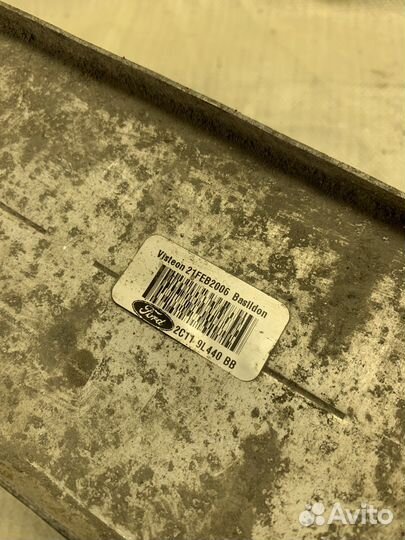 Visteon 21FEB2006 Basildon
Ford
2C11 9L440 BB
Avito